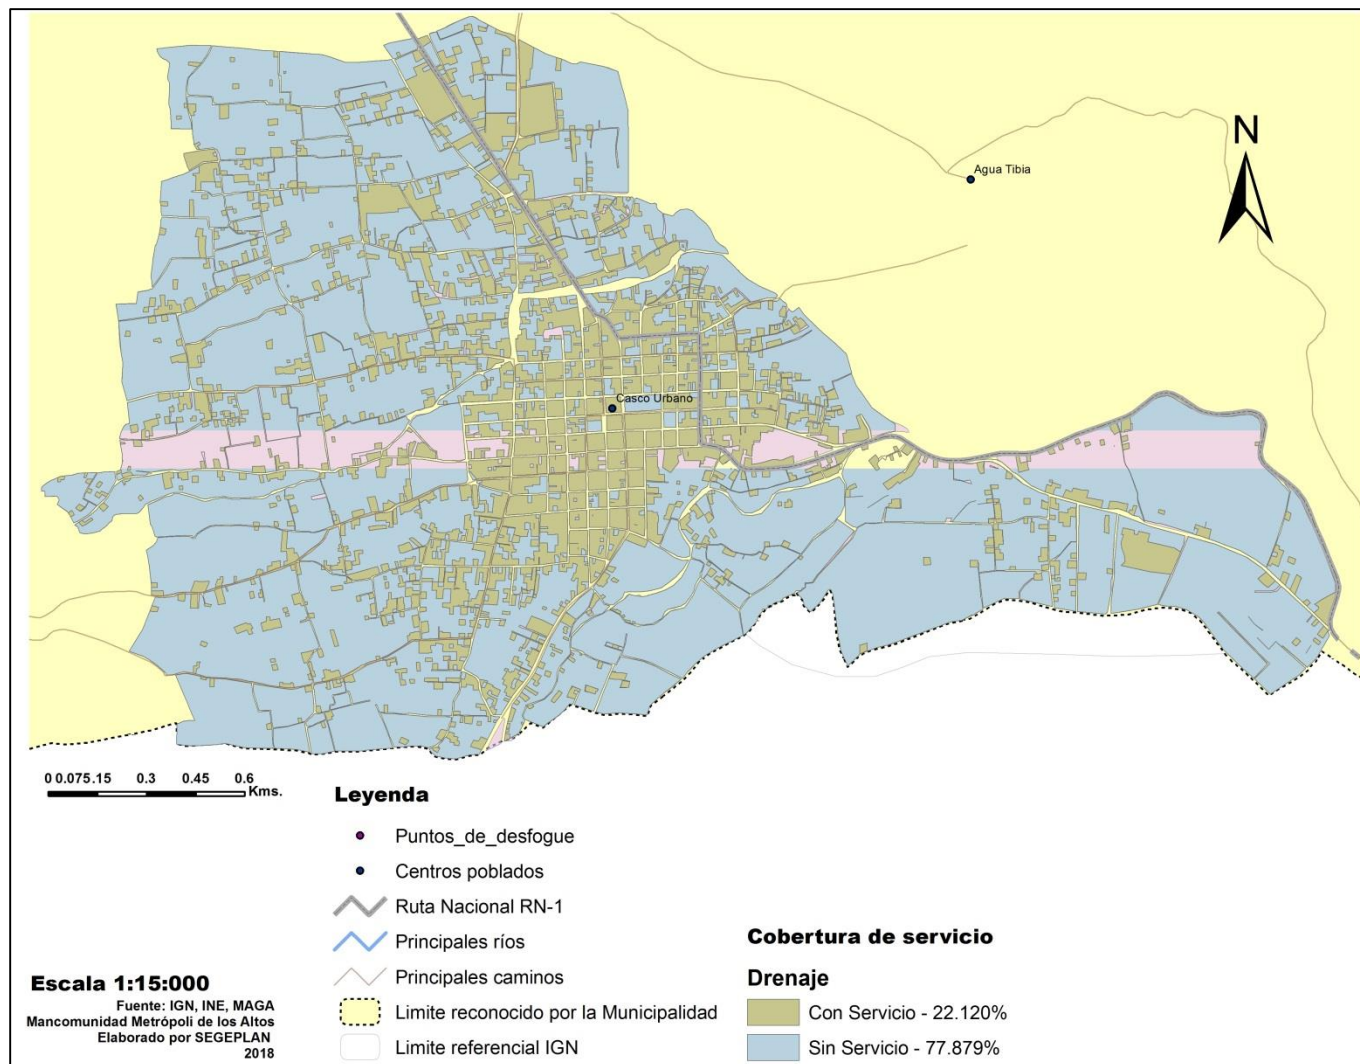 N
Agua Tibia
Casco Urbano
0 0.075.15 0.3 0.45 0.6
Kms.
Leyenda
Puntos_de_desfogue
Centros poblados
Ruta Nacional RN-1
Principales ríos
Principales caminos
Limite reconocido por la Municipalidad
Limite referencial IGN
Cobertura de servicio
Drenaje
Con Servicio - 22.120%
Sin Servicio - 77.879%
Escala 1:15:000
Fuente: IGN, INE, MAGA
Mancomunidad Metrópoli de los Altos
Elaborado por SEGEPLAN
2018